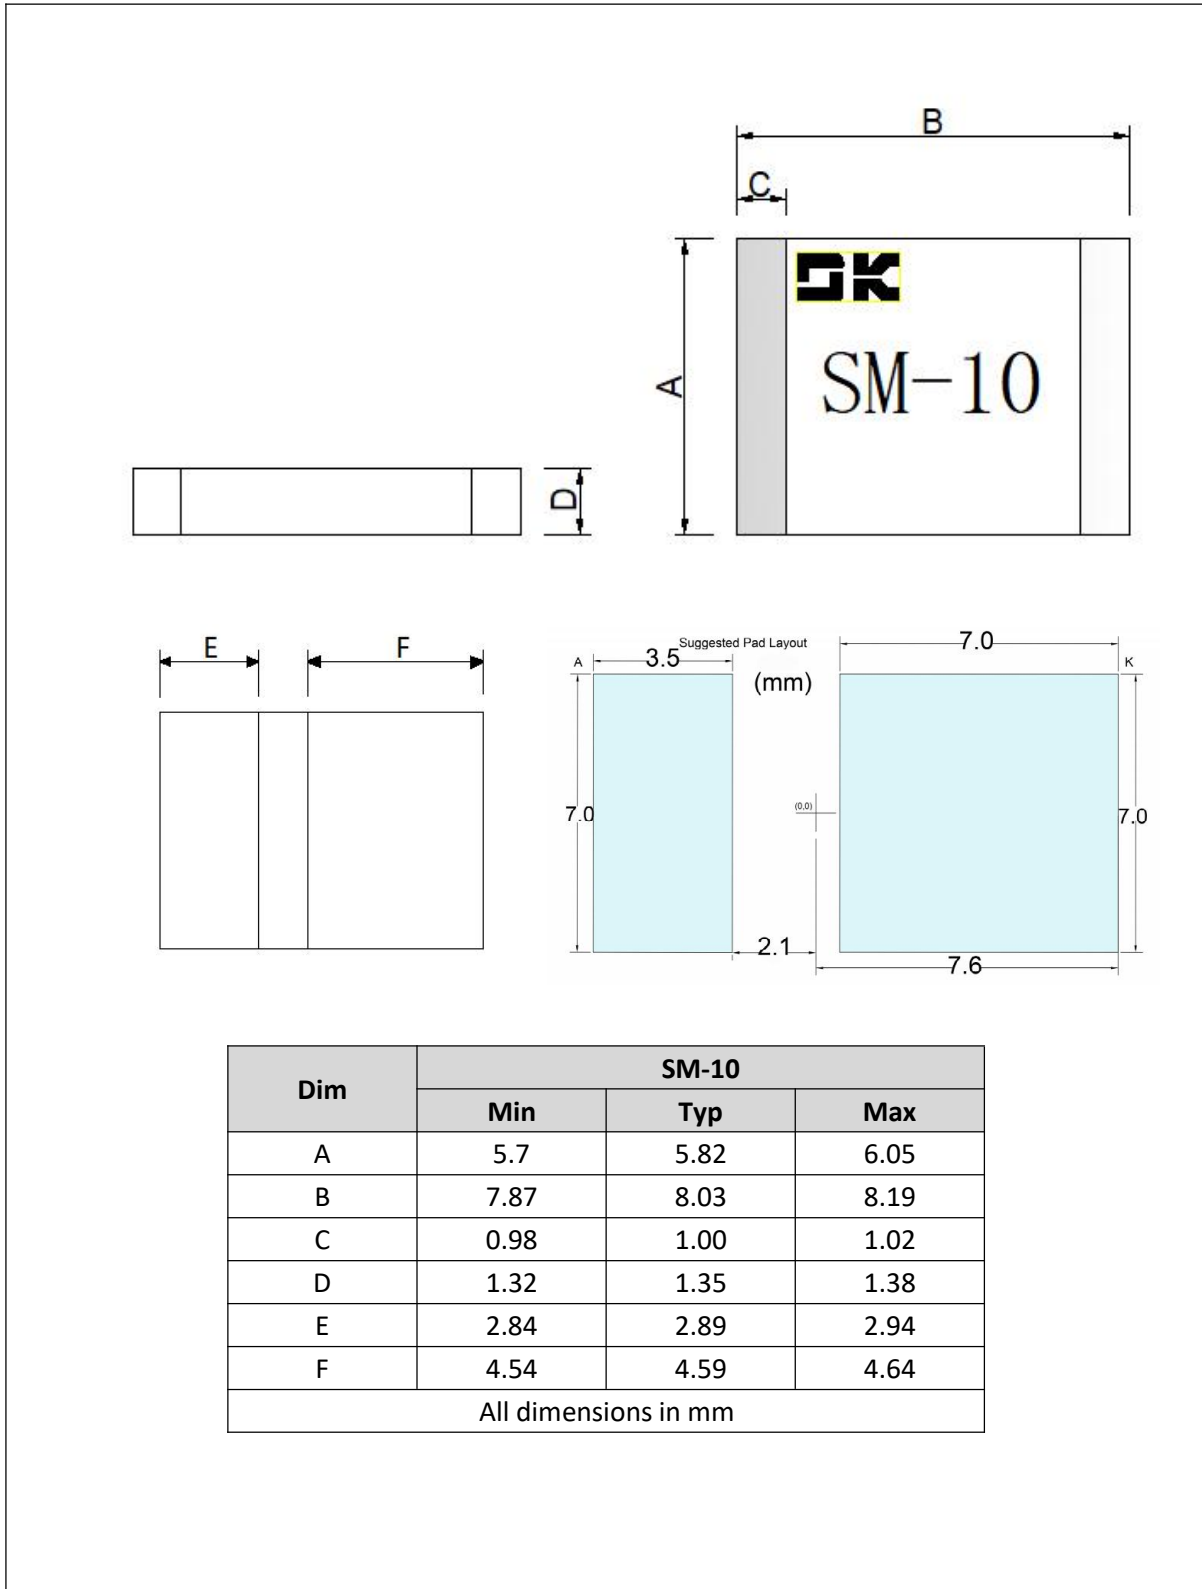 B
C
A
SK
SM-10
D
E
F
Suggested Pad Layout
A
3.5
7.0
K
(mm)
7.0
(0,0)
7.0
2.1
7.6
Dim SM-10
Min Typ Max
A 5.7 5.82 6.05
B 7.87 8.03 8.19
C 0.98 1.00 1.02
D 1.32 1.35 1.38
E 2.84 2.89 2.94
F 4.54 4.59 4.64
All dimensions in mm